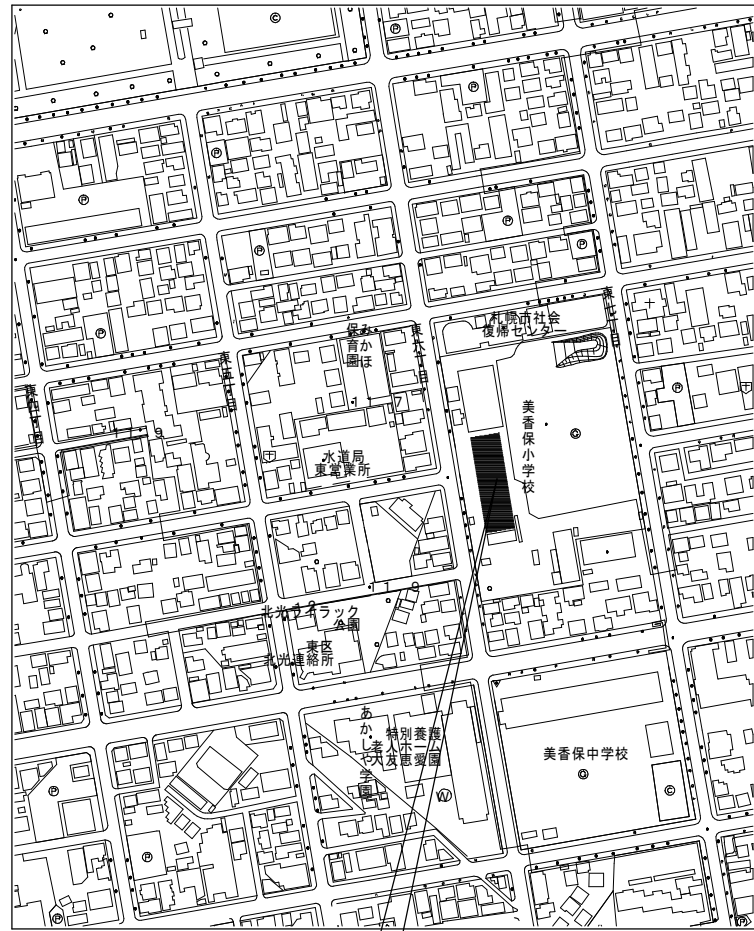 札幌市社会
復帰センター
みかほ
保育園
東六丁目
東七丁目
東五丁目
東四丁目
美香保小学校
水道局
東営業所
北光ライラック
公園
東区
北光連絡所
あかしや学園
特別養護
老人ホーム
大友恵愛園
美香保中学校